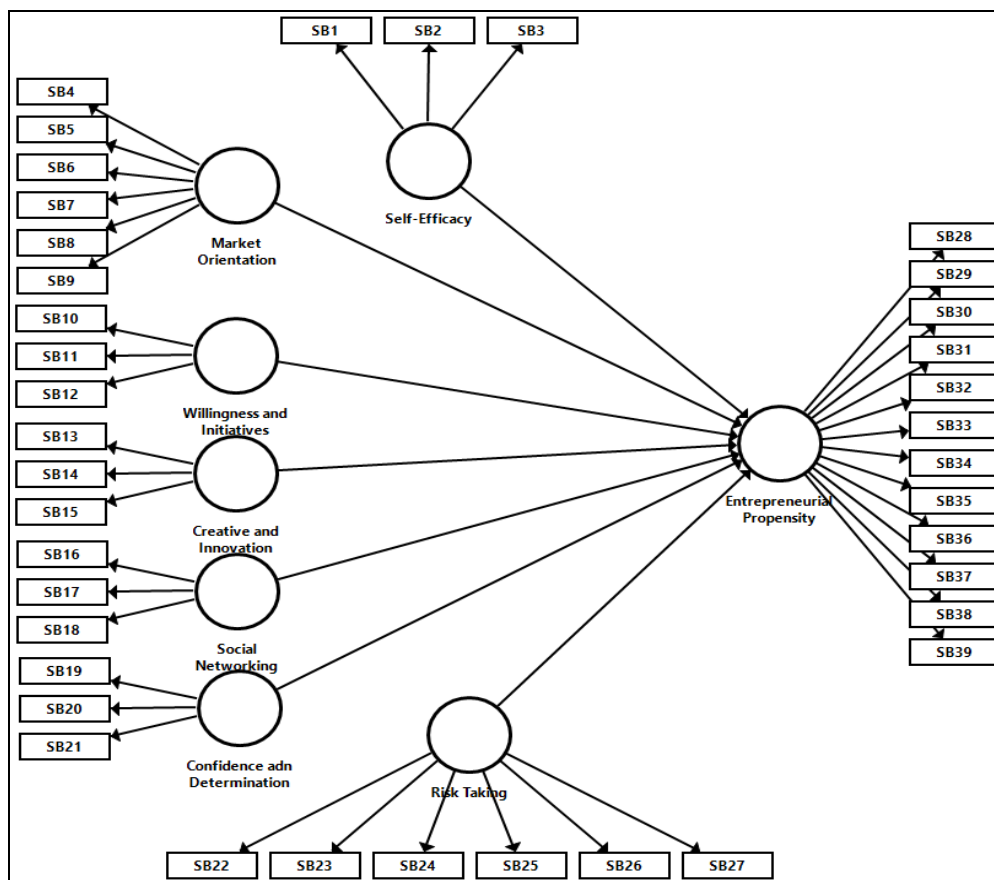 SB1
SB2
SB3
Self-Efficacy
SB4
SB5
SB6
SB7
SB8
SB9
Market
Orientation
SB10
SB11
SB12
Willingness and
Initiatives
SB13
SB14
SB15
Creative and
Innovation
SB16
SB17
SB18
Social
Networking
SB19
SB20
SB21
Confidence adn
Determination
Risk Taking
SB22
SB23
SB24
SB25
SB26
SB27
Entrepreneurial
Propensity
SB28
SB29
SB30
SB31
SB32
SB33
SB34
SB35
SB36
SB37
SB38
SB39